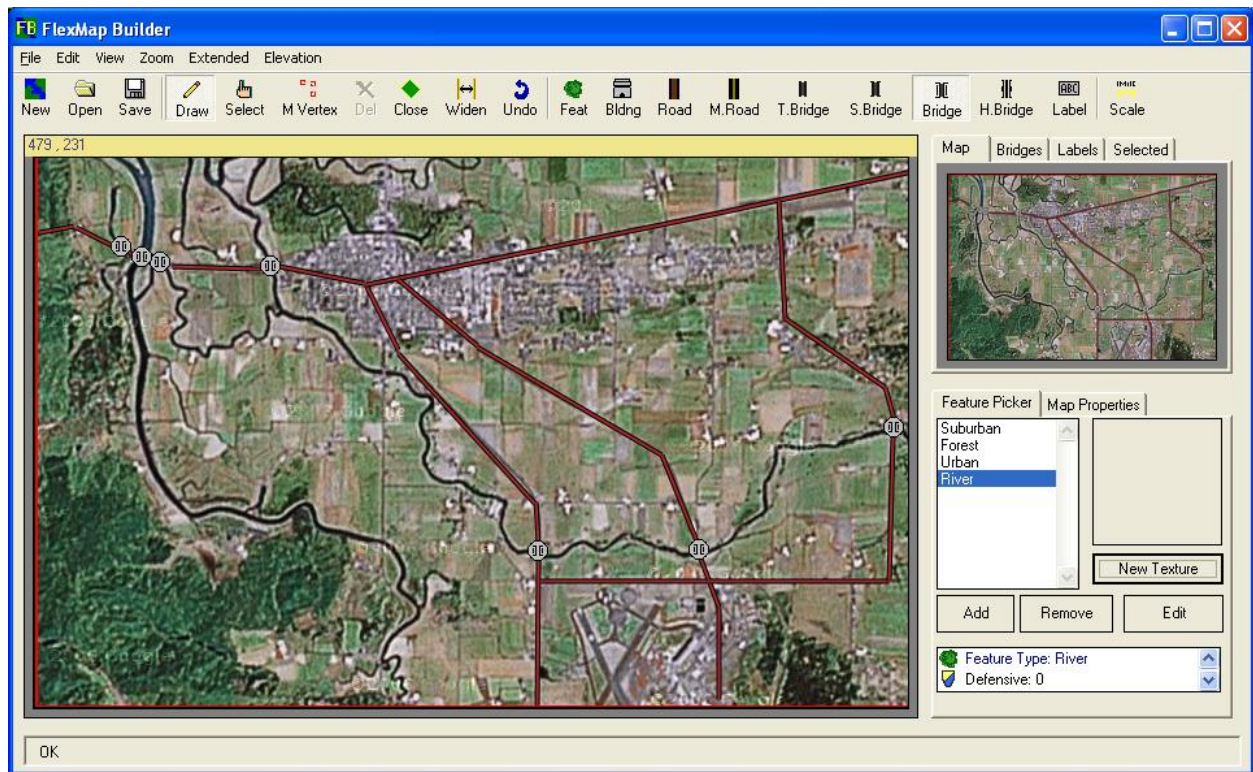 FB FlexMap Builder
File Edit View Zoom Extended Elevation
New Open Save Draw Select M Vertex Del Close Widen Undo Feat Bldng Road M.Road T.Bridge S.Bridge Bridge H.Bridge ABC Label Scale
479 , 231
Map Bridges Labels Selected
Feature Picker Map Properties
Suburban
Forest
Urban
River
New Texture
Add Remove Edit
Feature Type: River
Defensive: 0
OK